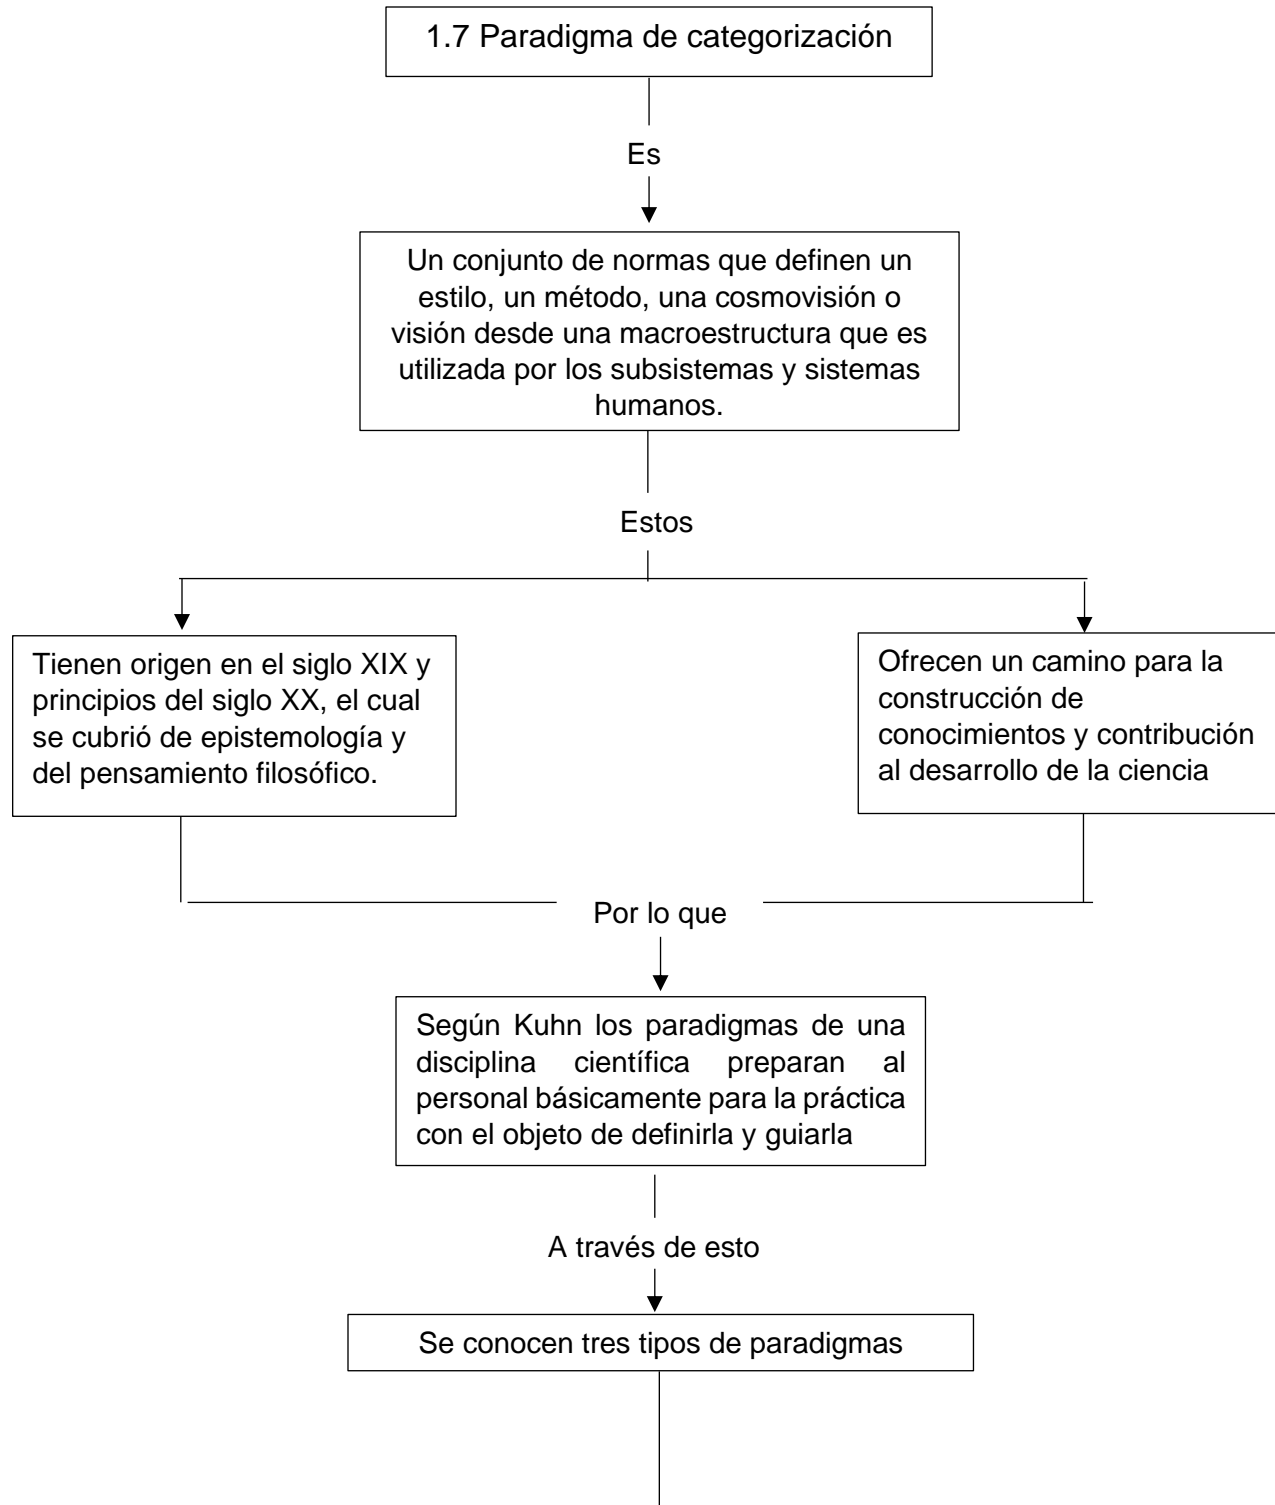 1.7 Paradigma de categorización
Es
Un conjunto de normas que definen un
estilo, un método, una cosmovisión o
visión desde una macroestructura que es
utilizada por los subsistemas y sistemas
humanos.
Estos
Tienen origen en el siglo XIX y
principios del siglo XX, el cual
se cubrió de epistemología y
del pensamiento filosófico.
Ofrecen un camino para la
construcción de
conocimientos y contribución
al desarrollo de la ciencia
Por lo que
Según Kuhn los paradigmas de una
disciplina científica preparan al
personal básicamente para la práctica
con el objeto de definirla y guiarla
A través de esto
Se conocen tres tipos de paradigmas